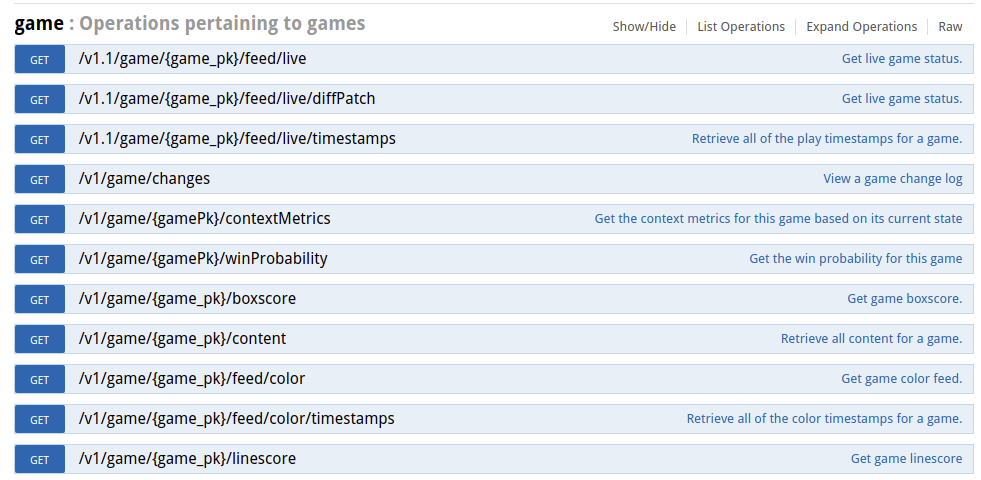 game : Operations pertaining to games Show/Hide List Operations Expand Operations Raw
GET /v1.1/game/{game_pk}/feed/live Get live game status.
GET /v1.1/game/{game_pk}/feed/live/diffPatch Get live game status.
GET /v1.1/game/{game_pk}/feed/live/timestamps Retrieve all of the play timestamps for a game.
GET /v1/game/changes View a game change log
GET /v1/game/{gamePk}/contextMetrics Get the context metrics for this game based on its current state
GET /v1/game/{gamePk}/winProbability Get the win probability for this game
GET /v1/game/{game_pk}/boxscore Get game boxscore.
GET /v1/game/{game_pk}/content Retrieve all content for a game.
GET /v1/game/{game_pk}/feed/color Get game color feed.
GET /v1/game/{game_pk}/feed/color/timestamps Retrieve all of the color timestamps for a game.
GET /v1/game/{game_pk}/linescore Get game linescore